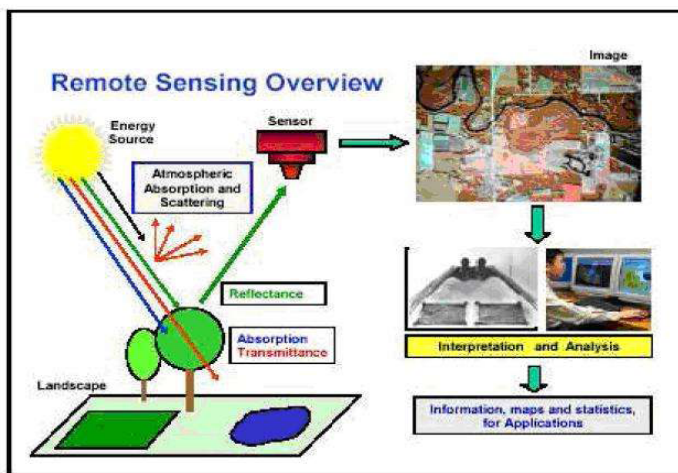 Remote Sensing Overview
Image
Energy
Source
Sensor
Atmospheric
Absorption and
Scattering
Reflectance
Absorption
Transmittance
Landscape
Interpretation and Analysis
Information, maps and statistics,
for Applications